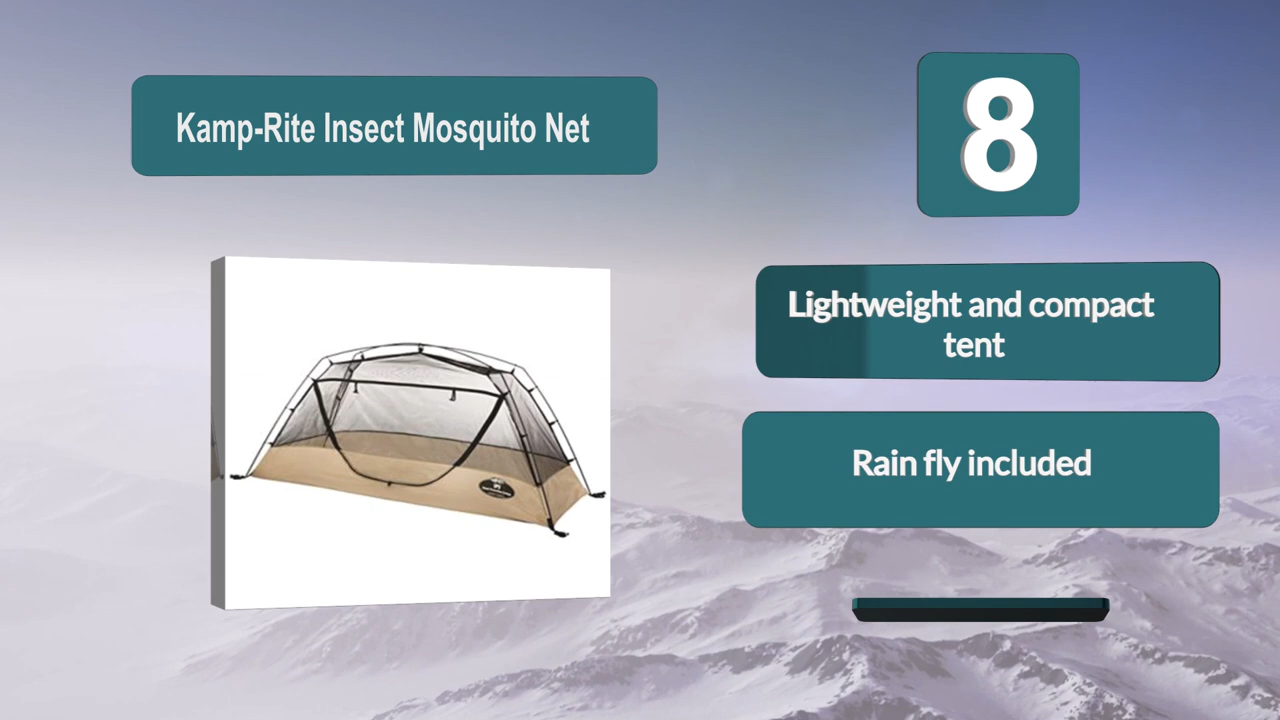 Kamp-Rite Insect Mosquito Net
8
Lightweight and compact
tent
Rain fly included